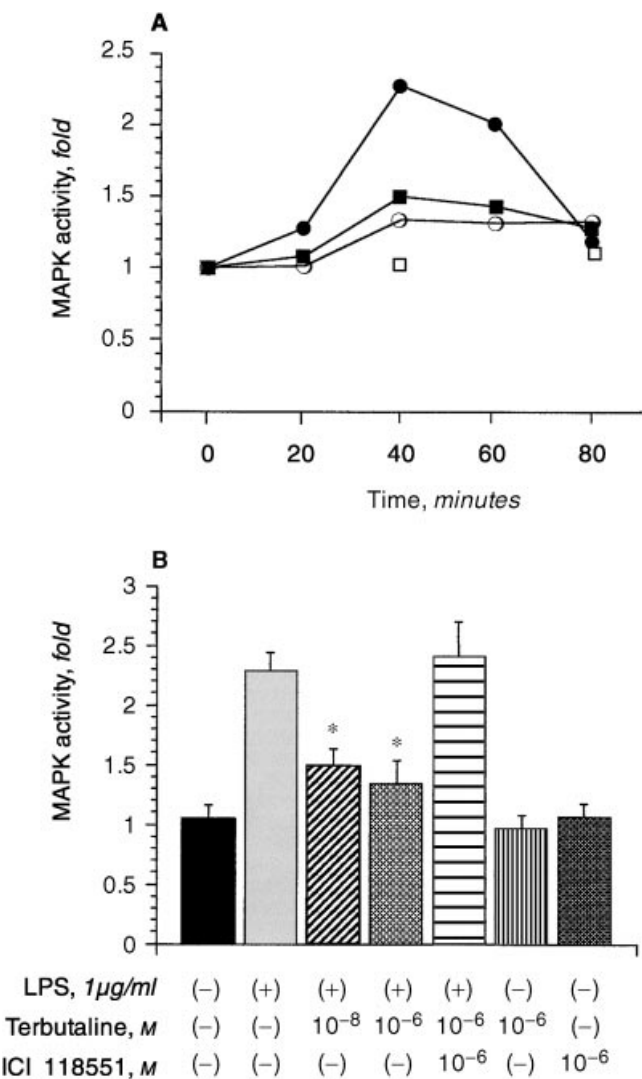 A
2.5
2
1.5
1
0.5
0
MAPK activity, fold
0 20 40 60 80
Time, minutes
B
3
2.5
2
1.5
1
0.5
0
MAPK activity, fold
*
*
LPS, 1µg/ml (−) (+) (+) (+) (+) (−) (−)
Terbutaline, M (−) (−) 10⁻⁸ 10⁻⁶ 10⁻⁶ 10⁻⁶ (−)
ICI 118551, M (−) (−) (−) (−) 10⁻⁶ (−) 10⁻⁶